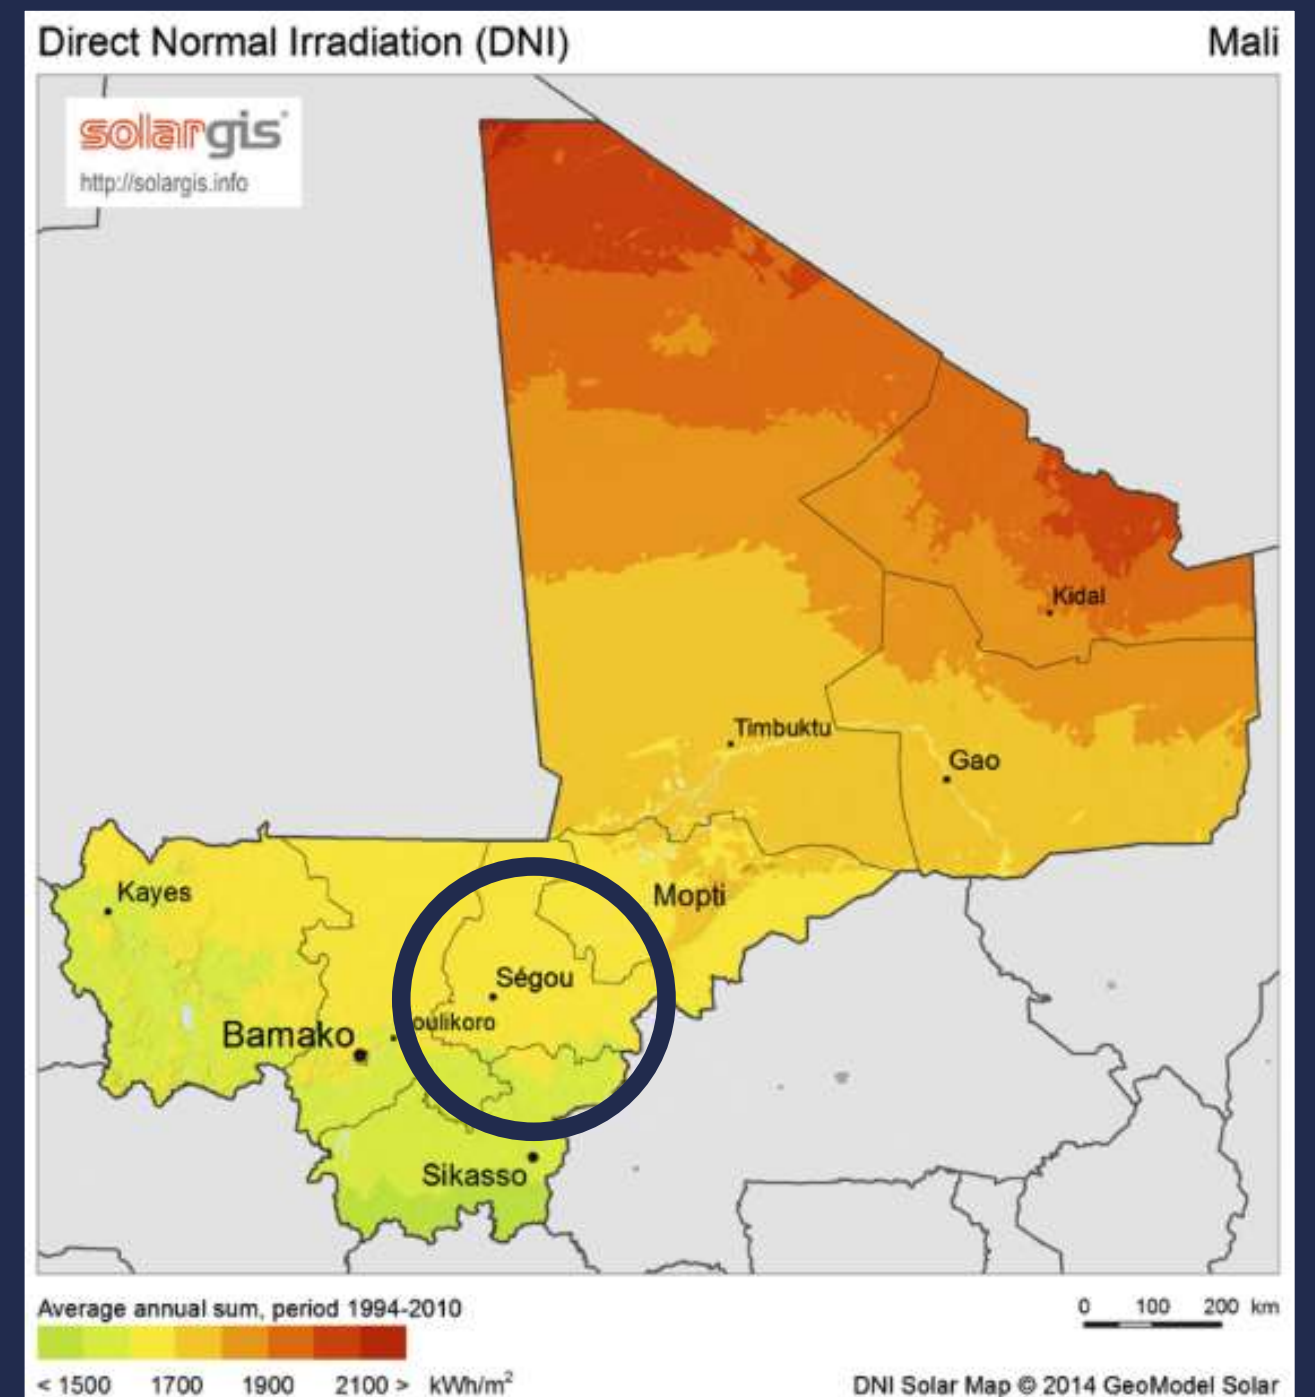 Direct Normal Irradiation (DNI)
Mali
solargis
http://solargis.info
Kidal
Timbuktu
Gao
Kayes
Mopti
Ségou
oulikoro
Bamako
Sikasso
Average annual sum, period 1994-2010
0 100 200 km
< 1500 1700 1900 2100 > kWh/m²
DNI Solar Map © 2014 GeoModel Solar